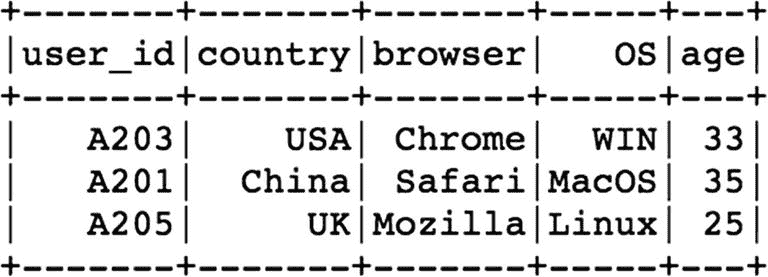 +-------+-------+-------+-----+---+
|user_id|country|browser|   OS|age|
+-------+-------+-------+-----+---+
|   A203|    USA| Chrome|  WIN| 33|
|   A201|  China| Safari|MacOS| 35|
|   A205|     UK|Mozilla|Linux| 25|
+-------+-------+-------+-----+---+